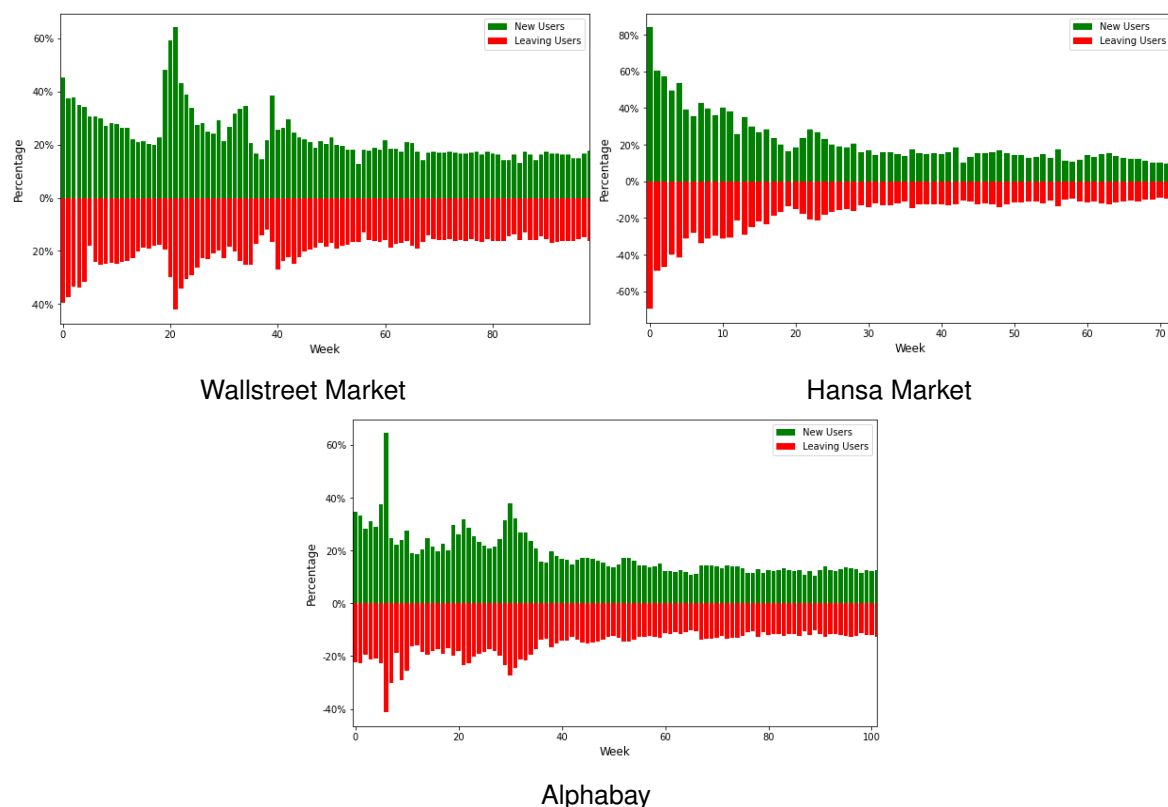 New Users
Leaving Users
60%
40%
20%
0%
20%
40%
Percentage
0
20
40
60
80
Week
Wallstreet Market
New Users
Leaving Users
80%
60%
40%
20%
0%
-20%
-40%
-60%
Percentage
0
10
20
30
40
50
60
70
Week
Hansa Market
New Users
Leaving Users
60%
40%
20%
0%
-20%
-40%
Percentage
0
20
40
60
80
100
Week
Alphabay